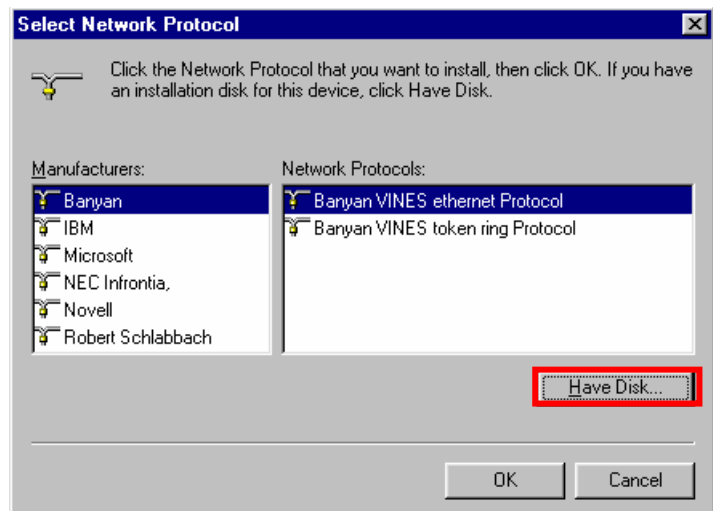 Select Network Protocol
Click the Network Protocol that you want to install, then click OK. If you have
an installation disk for this device, click Have Disk.
Manufacturers:
Banyan
IBM
Microsoft
NEC Infrontia,
Novell
Robert Schlabbach
Network Protocols:
Banyan VINES ethernet Protocol
Banyan VINES token ring Protocol
Have Disk...
OK
Cancel